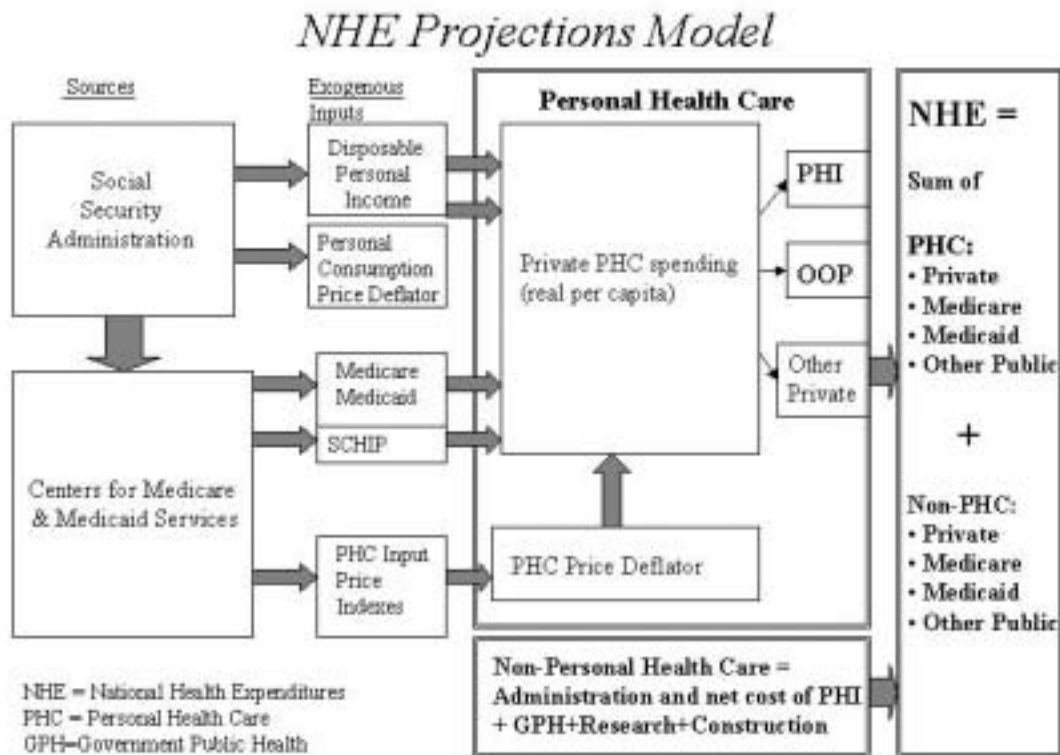 NHE Projections Model
Sources
Exogenous
Inputs
Social
Security
Administration
Disposable
Personal
Income
Personal
Consumption
Price Deflator
Centers for Medicare
& Medicaid Services
Medicare
Medicaid
SCHIP
PHC Input
Price
Indexes
Personal Health Care
Private PHC spending
(real per capita)
PHI
OOP
Other
Private
PHC Price Deflator
Non-Personal Health Care =
Administration and net cost of PHI
+ GPH+Research+Construction
NHE =
Sum of
PHC:
• Private
• Medicare
• Medicaid
• Other Public
+
Non-PHC:
• Private
• Medicare
• Medicaid
• Other Public
NHE = National Health Expenditures
PHC = Personal Health Care
GPH=Government Public Health